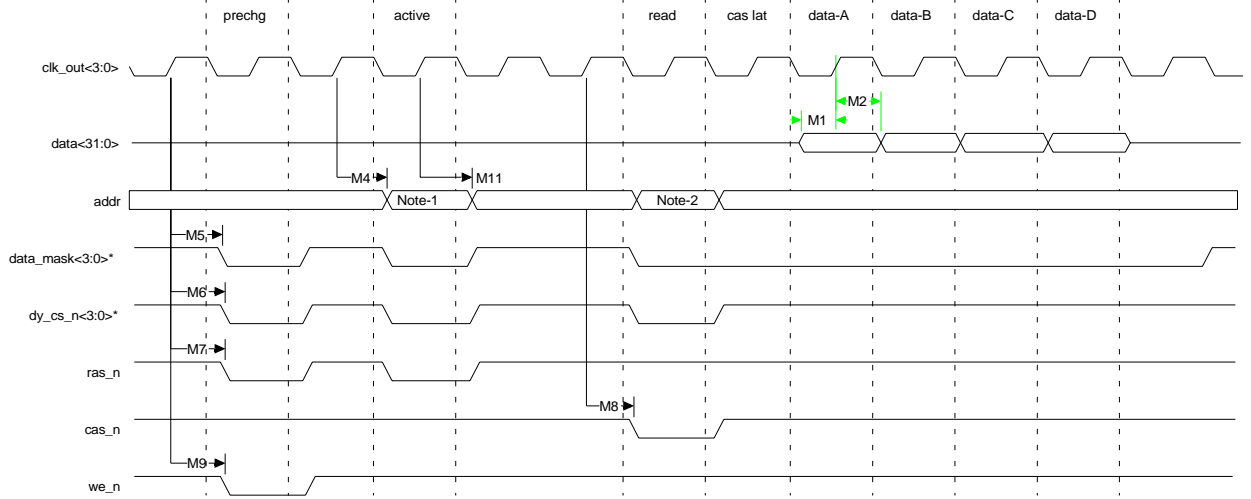 prechg active read cas lat data-A data-B data-C data-D
clk_out<3:0>
M2
M1
data<31:0>
M4 M11
addr Note-1 Note-2
M5
data_mask<3:0>*
M6
dy_cs_n<3:0>*
M7
ras_n
M8
cas_n
M9
we_n